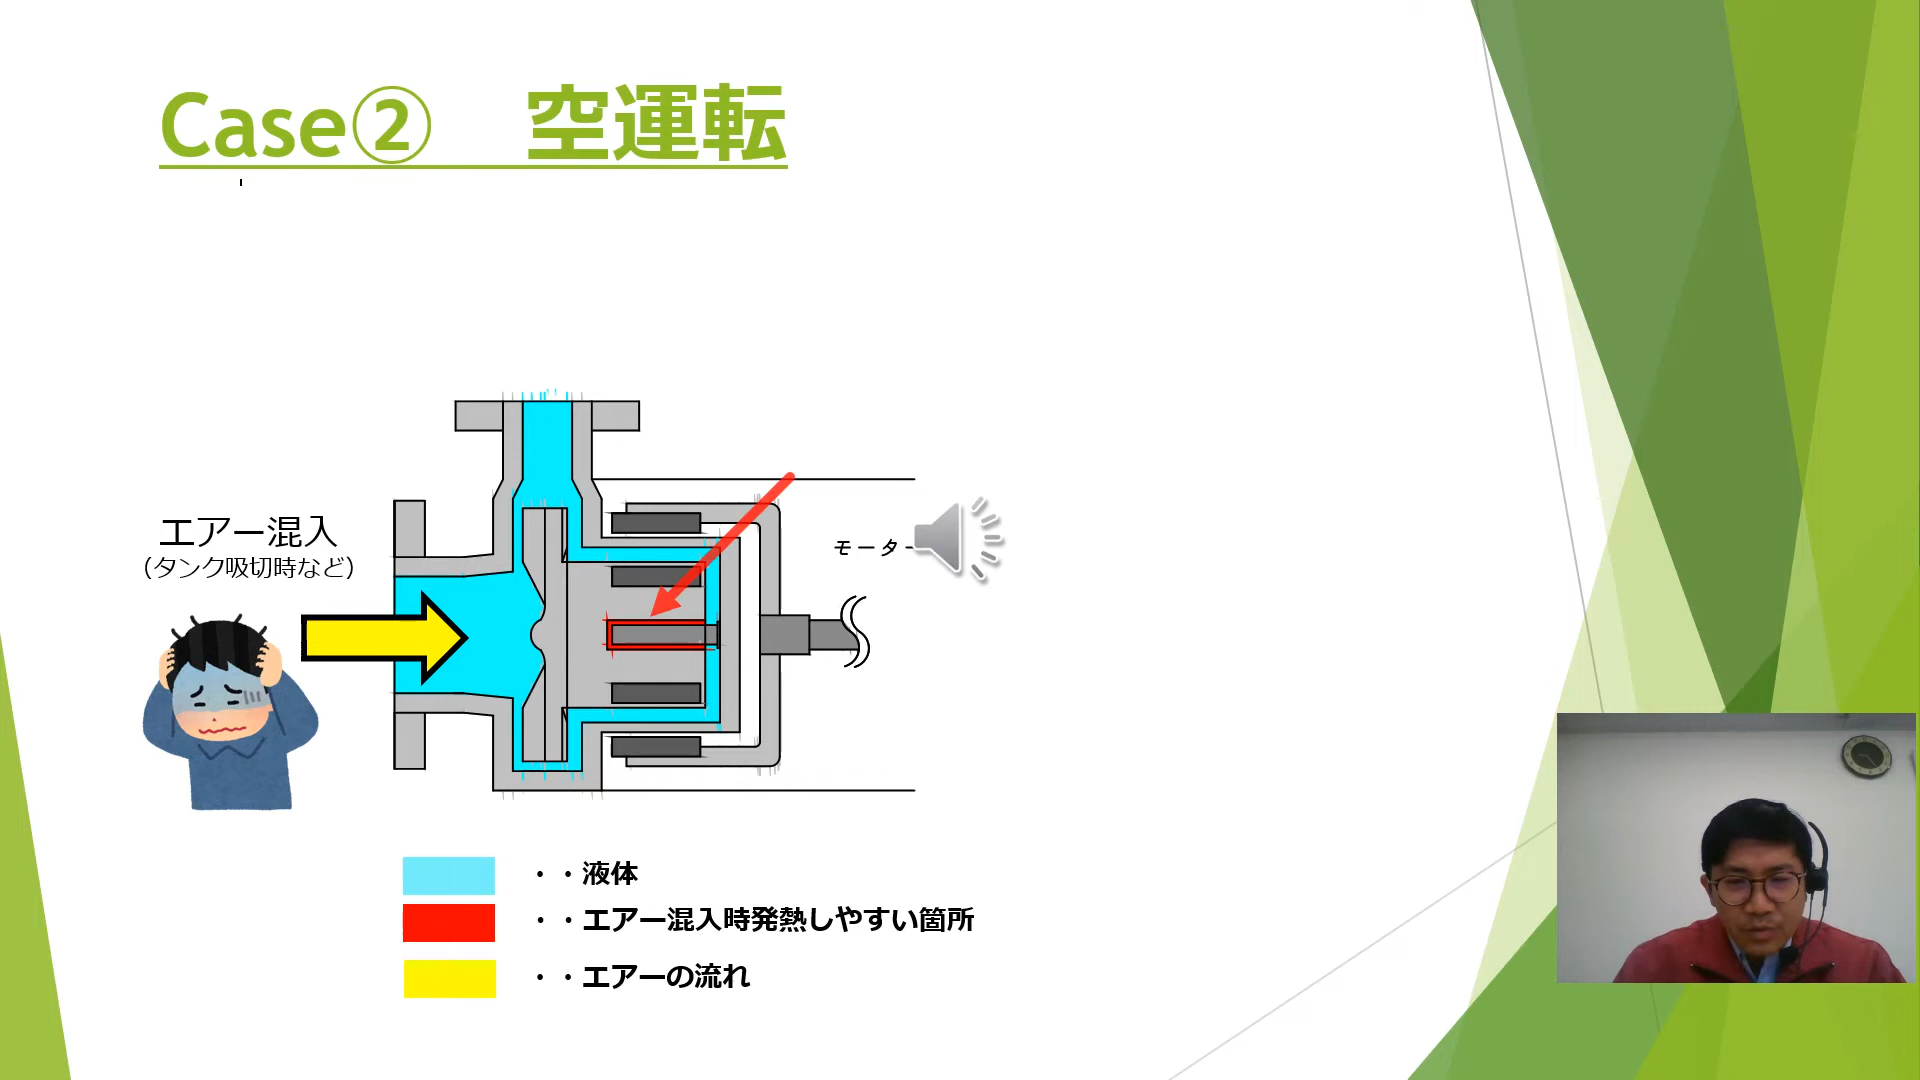 Case② 空運転
エアー混入
(タンク吸切時など)
モーター
・・液体
・・エアー混入時発熱しやすい箇所
・・エアーの流れ